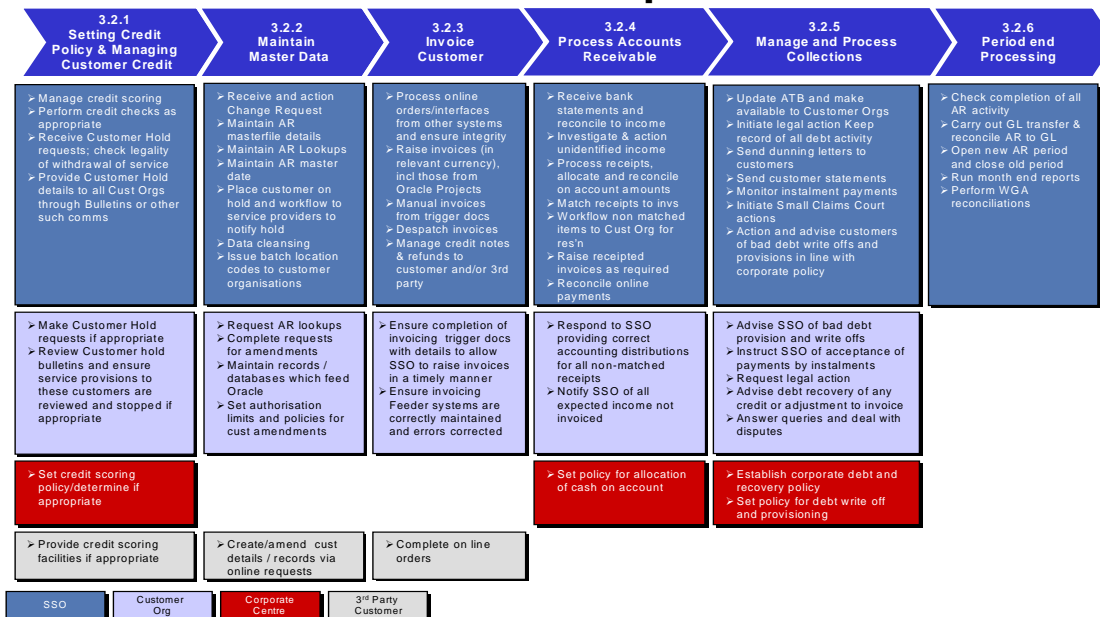 3.2.1
Setting Credit
Policy & Managing
Customer Credit
3.2.2
Maintain
Master Data
3.2.3
Invoice
Customer
3.2.4
Process Accounts
Receivable
3.2.5
Manage and Process
Collections
3.2.6
Period end
Processing
➢Manage credit scoring
➢Perform credit checks as
appropriate
➢Receive Customer Hold
requests; check legality
of withdrawal of service
➢Provide Customer Hold
details to all Cust Orgs
through Bulletins or other
such comms
➢Receive and action
Change Request
➢Maintain AR
masterfile details
➢Maintain AR Lookups
➢Maintain AR master
date
➢Place customer on
hold and workflow to
service providers to
notify hold
➢Data cleansing
➢Issue batch location
codes to customer
organisations
➢Process online
orders/interfaces
from other systems
and ensure integrity
➢Raise invoices (in
relevant currency),
incl those from
Oracle Projects
➢Manual invoices
from trigger docs
➢Despatch invoices
➢Manage credit notes
& refunds to
customer and/or 3rd
party
➢Receive bank
statements and
reconcile to income
➢Investigate & action
unidentified income
➢Process receipts,
allocate and reconcile
on account amounts
➢Match receipts to invs
➢Workflow non matched
items to Cust Org for
res'n
➢Raise receipted
invoices as required
➢Reconcile online
payments
➢Update ATB and make
available to Customer Orgs
➢Initiate legal action Keep
record of all debt activity
➢Send dunning letters to
customers
➢Send customer statements
➢Monitor instalment payments
➢Initiate Small Claims Court
actions
➢Action and advise customers
of bad debt write offs and
provisions in line with
corporate policy
➢Check completion of all
AR activity
➢Carry out GL transfer &
reconcile AR to GL
➢Open new AR period
and close old period
➢Run month end reports
➢Perform WGA
reconciliations
➢Make Customer Hold
requests if appropriate
➢Review Customer hold
bulletins and ensure
service provisions to
these customers are
reviewed and stopped if
appropriate
➢Request AR lookups
➢Complete requests
for amendments
➢Maintain records /
databases which feed
Oracle
➢Set authorisation
limits and policies for
cust amendments
➢Ensure completion of
invoicing trigger docs
with details to allow
SSO to raise invoices
in a timely manner
➢Ensure invoicing
Feeder systems are
correctly maintained
and errors corrected
➢Respond to SSO
providing correct
accounting distributions
for all non-matched
receipts
➢Notify SSO of all
expected income not
invoiced
➢Advise SSO of bad debt
provision and write offs
➢Instruct SSO of acceptance of
payments by instalments
➢Request legal action
➢Advise debt recovery of any
credit or adjustment to invoice
➢Answer queries and deal with
disputes
➢Set credit scoring
policy/determine if
appropriate
➢Set policy for allocation
of cash on account
➢Establish corporate debt and
recovery policy
➢Set policy for debt write off
and provisioning
➢Provide credit scoring
facilities if appropriate
➢Create/amend cust
details / records via
online requests
➢Complete on line
orders
SSO
Customer
Org
Corporate
Centre
3rd Party
Customer